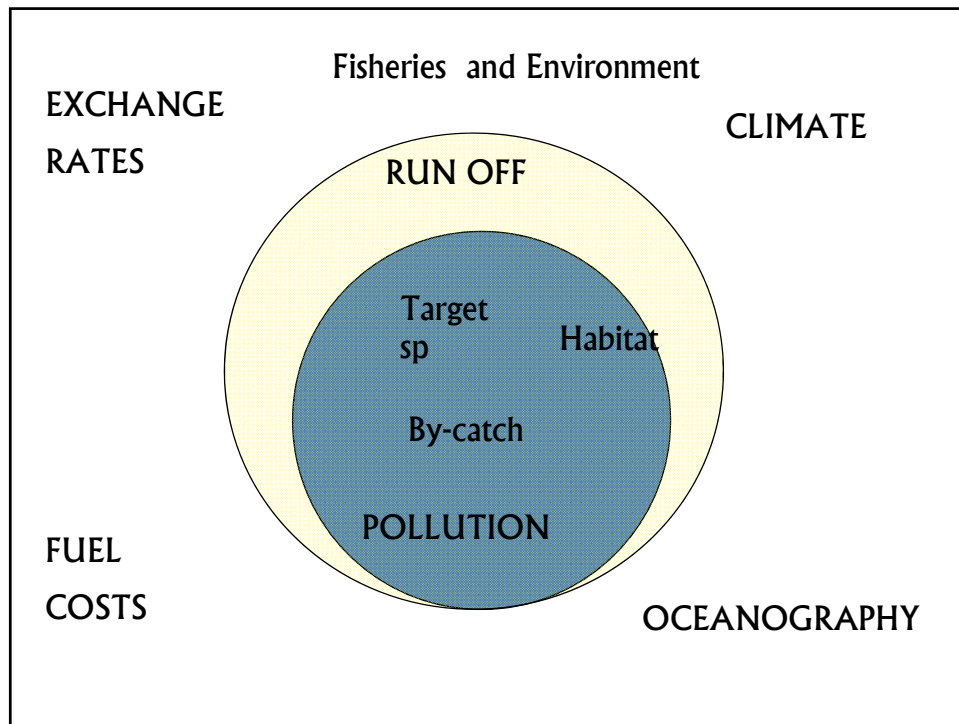 Fisheries and Environment
EXCHANGE
RATES
CLIMATE
RUN OFF
Target
sp
Habitat
By-catch
POLLUTION
FUEL
COSTS
OCEANOGRAPHY